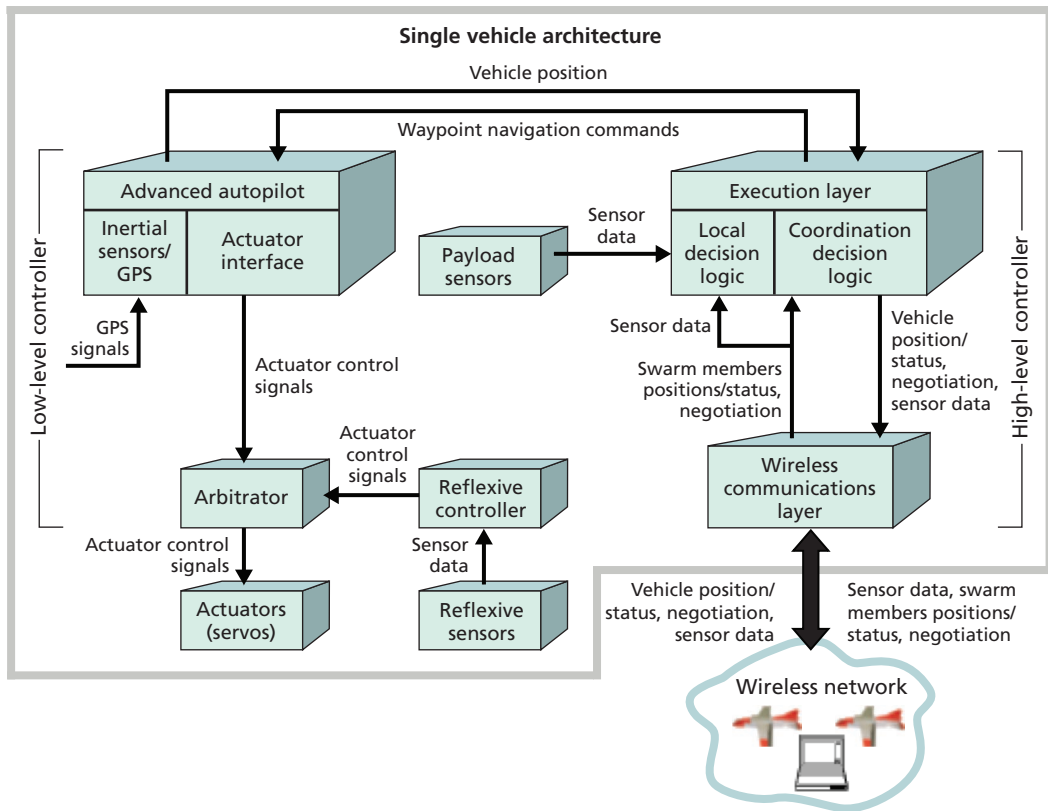 Single vehicle architecture
Vehicle position
Waypoint navigation commands
Low-level controller
Advanced autopilot
Inertial
sensors/
GPS
Actuator
interface
GPS
signals
Actuator control
signals
Payload
sensors
Sensor
data
Execution layer
Local
decision
logic
Coordination
decision
logic
High-level controller
Sensor data
Swarm members
positions/status,
negotiation
Vehicle
position/
status,
negotiation,
sensor data
Arbitrator
Actuator
control
signals
Reflexive
controller
Wireless
communications
layer
Actuator control
signals
Sensor
data
Actuators
(servos)
Reflexive
sensors
Vehicle position/
status, negotiation,
sensor data
Sensor data, swarm
members positions/
status, negotiation
Wireless network